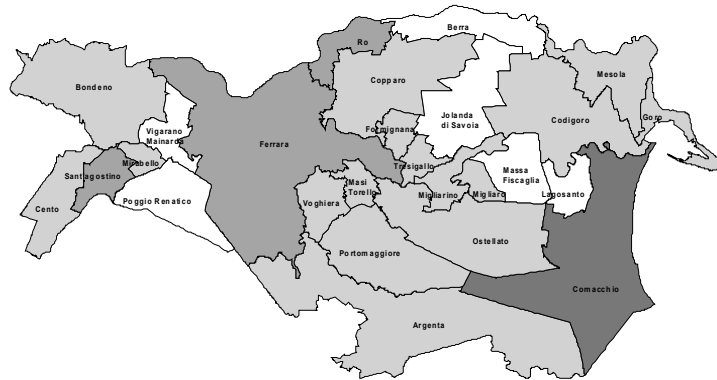 Berra
Ro
Bondeno
Copparo
Mesola
Vigarano
Mainarda
Ferrara
Formignana
Jolanda
di Savoia
Codigoro
Goro
Mirabello
Sant'agostino
Tresigallo
Massa
Fiscaglia
Cento
Poggio Renatico
Voghiera
Masi
Torello
Migliarino
Migliaro
Lagosanto
Portomaggiore
Ostellato
Comacchio
Argenta